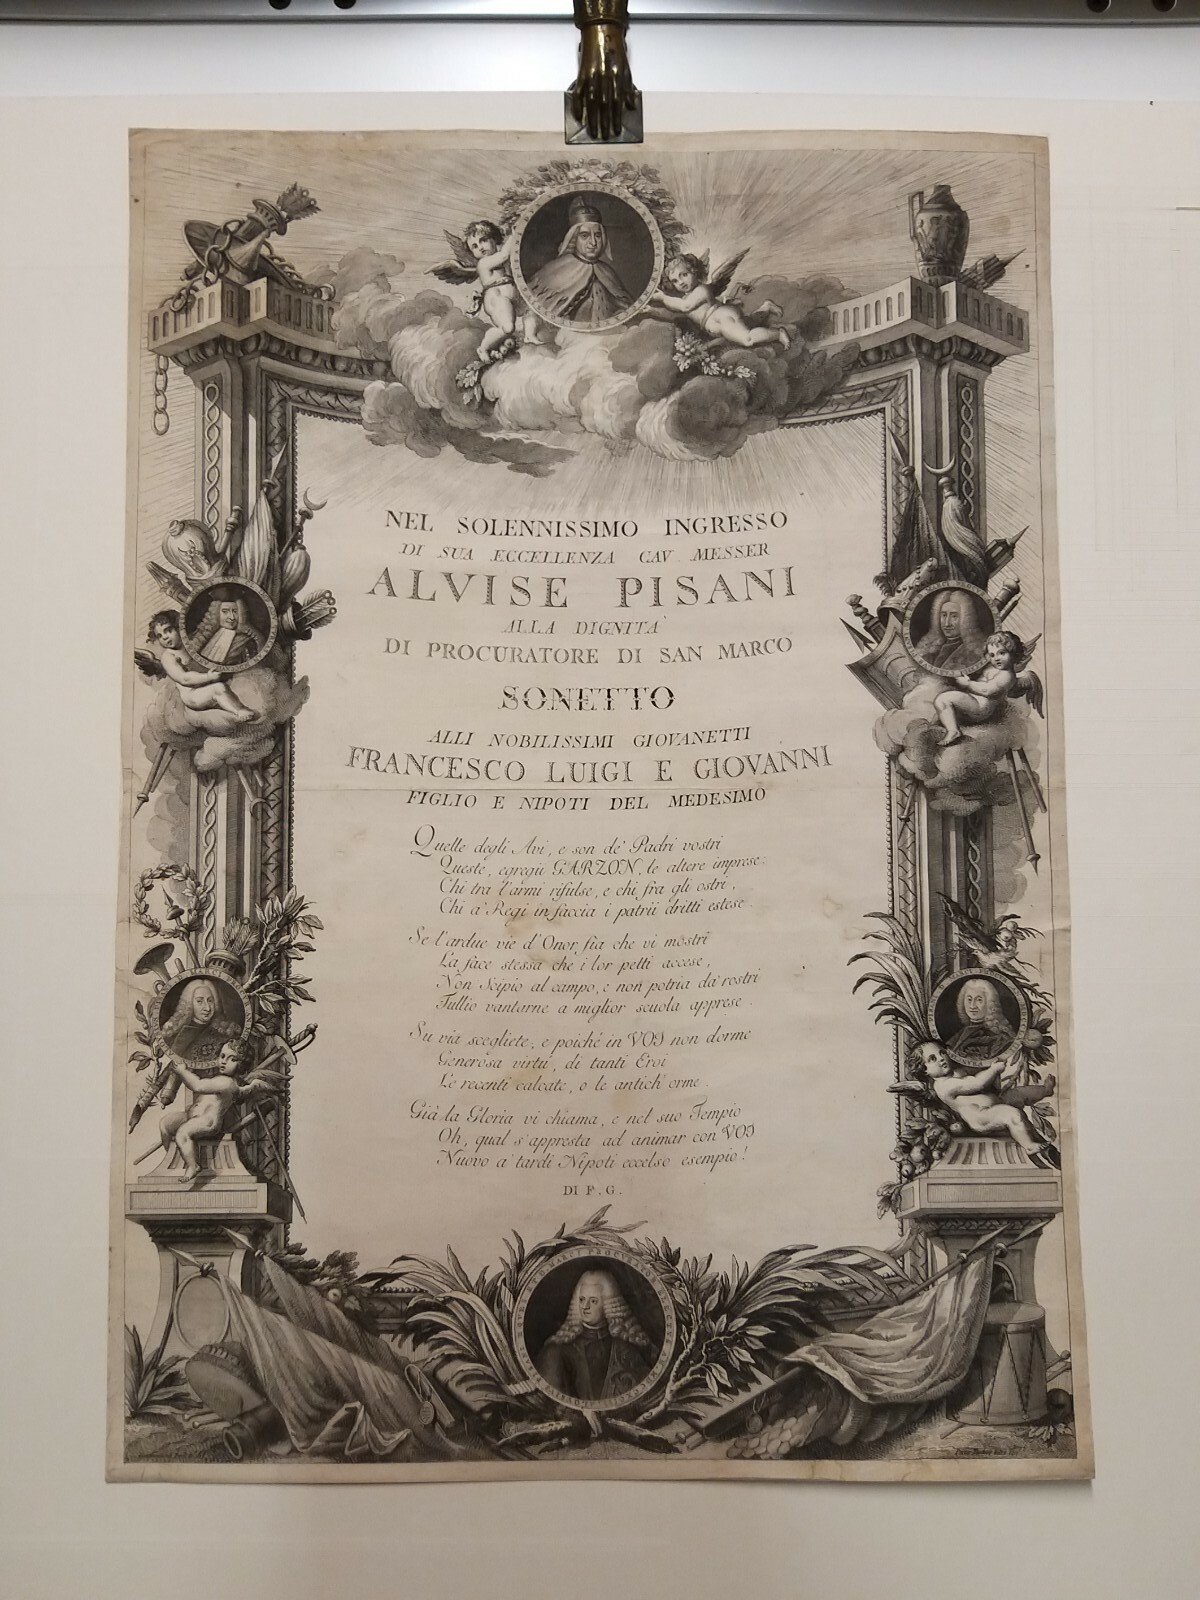 NEL SOLENNISSIMO INGRESSO
DI SUA ECCELLENZA CAV. MESSER
ALVISE PISANI
ALLA DIGNITA'
DI PROCURATORE DI SAN MARCO
SONETTO
ALLI NOBILISSIMI GIOVANETTI
FRANCESCO LUIGI E GIOVANNI
FIGLIO E NIPOTI DEL MEDESIMO
Quelle degli Avi, e son de' Padri vostri
Queste, egregii GARZON, le altere imprese:
Chi tra l'armi rifulse, e chi fra gli ostri,
Chi a' Regi in faccia i patrii dritti estese.
Se l'ardue vie d'Onor fia che vi mostri
La face stessa che i lor petti accese,
Non Scipio al campo, e non potria da' rostri
Tullio vantarne a miglior scuola apprese.
Su via scegliete, e poichè in VOI non dorme
Generosa virtù, di tanti Eroi
Le recenti calcate, o le antich' orme.
Già la Gloria vi chiama, e nel suo Tempio
Oh, qual s'appresta ad animar con VOI
Nuovo a' tardi Nipoti eccelso esempio!
DI F. G.